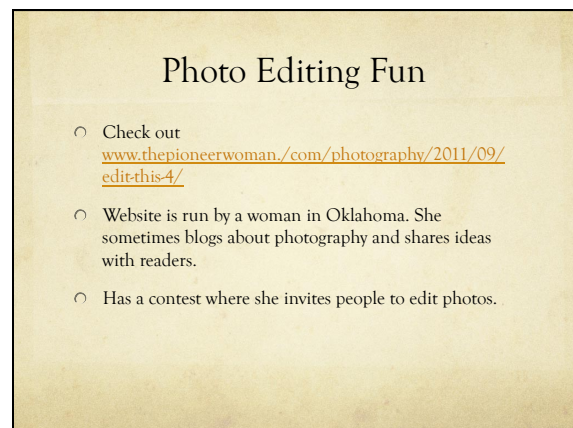 Photo Editing Fun
Check out
www.thepioneerwoman./com/photography/2011/09/
edit-this-4/
Website is run by a woman in Oklahoma. She
sometimes blogs about photography and shares ideas
with readers.
Has a contest where she invites people to edit photos.